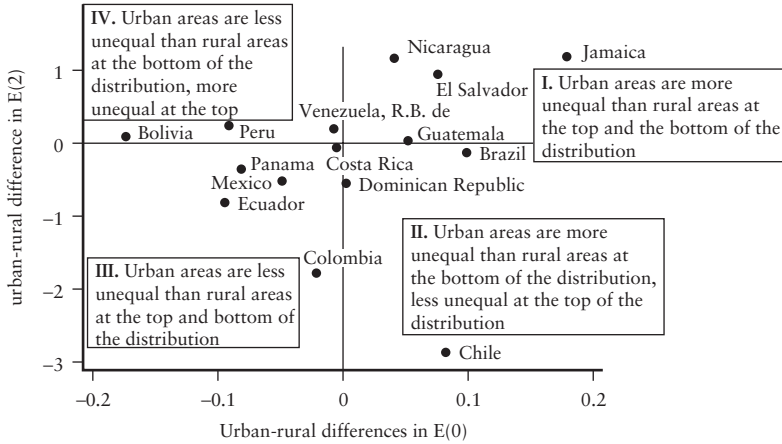 IV. Urban areas are less
unequal than rural areas
at the bottom of the
distribution, more
unequal at the top
Nicaragua
Jamaica
El Salvador
I. Urban areas are more
unequal than rural areas at
the top and the bottom of the
distribution
Venezuela, R.B. de
Bolivia
Peru
Guatemala
Brazil
Panama
Costa Rica
Mexico
Dominican Republic
Ecuador
Colombia
II. Urban areas are more
unequal than rural areas at
the bottom of the distribution,
less unequal at the top of the
distribution
III. Urban areas are less
unequal than rural areas
at the top and bottom of
the distribution
Chile
urban-rural difference in E(2)
1
0
−1
−2
−3
−0.2
−0.1
0
0.1
0.2
Urban-rural differences in E(0)